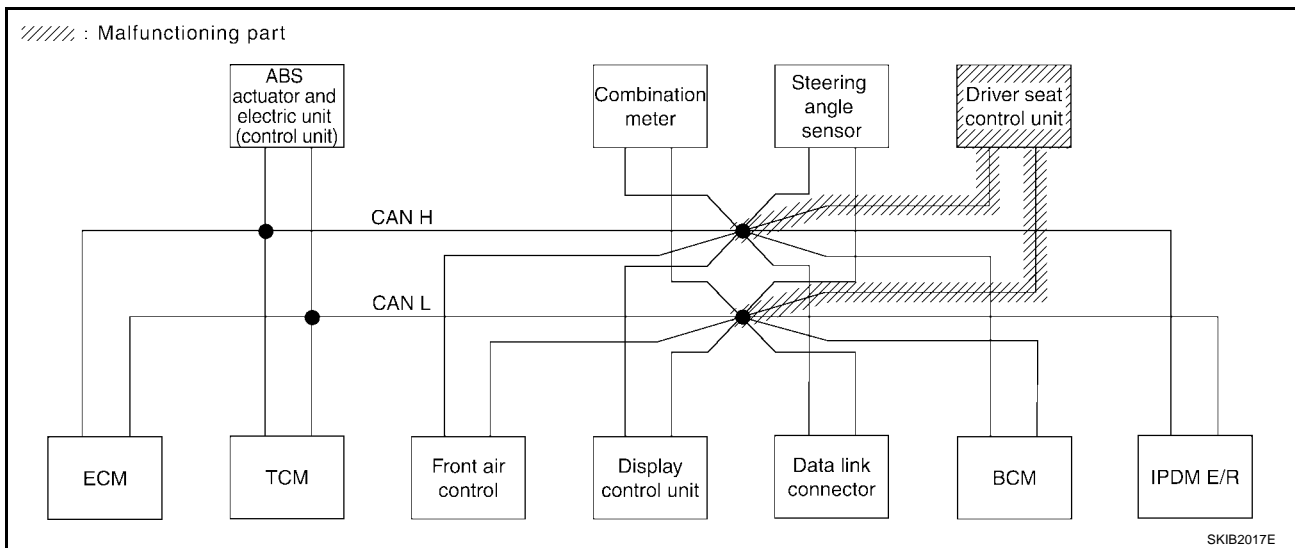 : Malfunctioning part
ABS
actuator and
electric unit
(control unit)
Combination
meter
Steering
angle
sensor
Driver seat
control unit
CAN H
CAN L
ECM
TCM
Front air
control
Display
control unit
Data link
connector
BCM
IPDM E/R
SKIB2017E